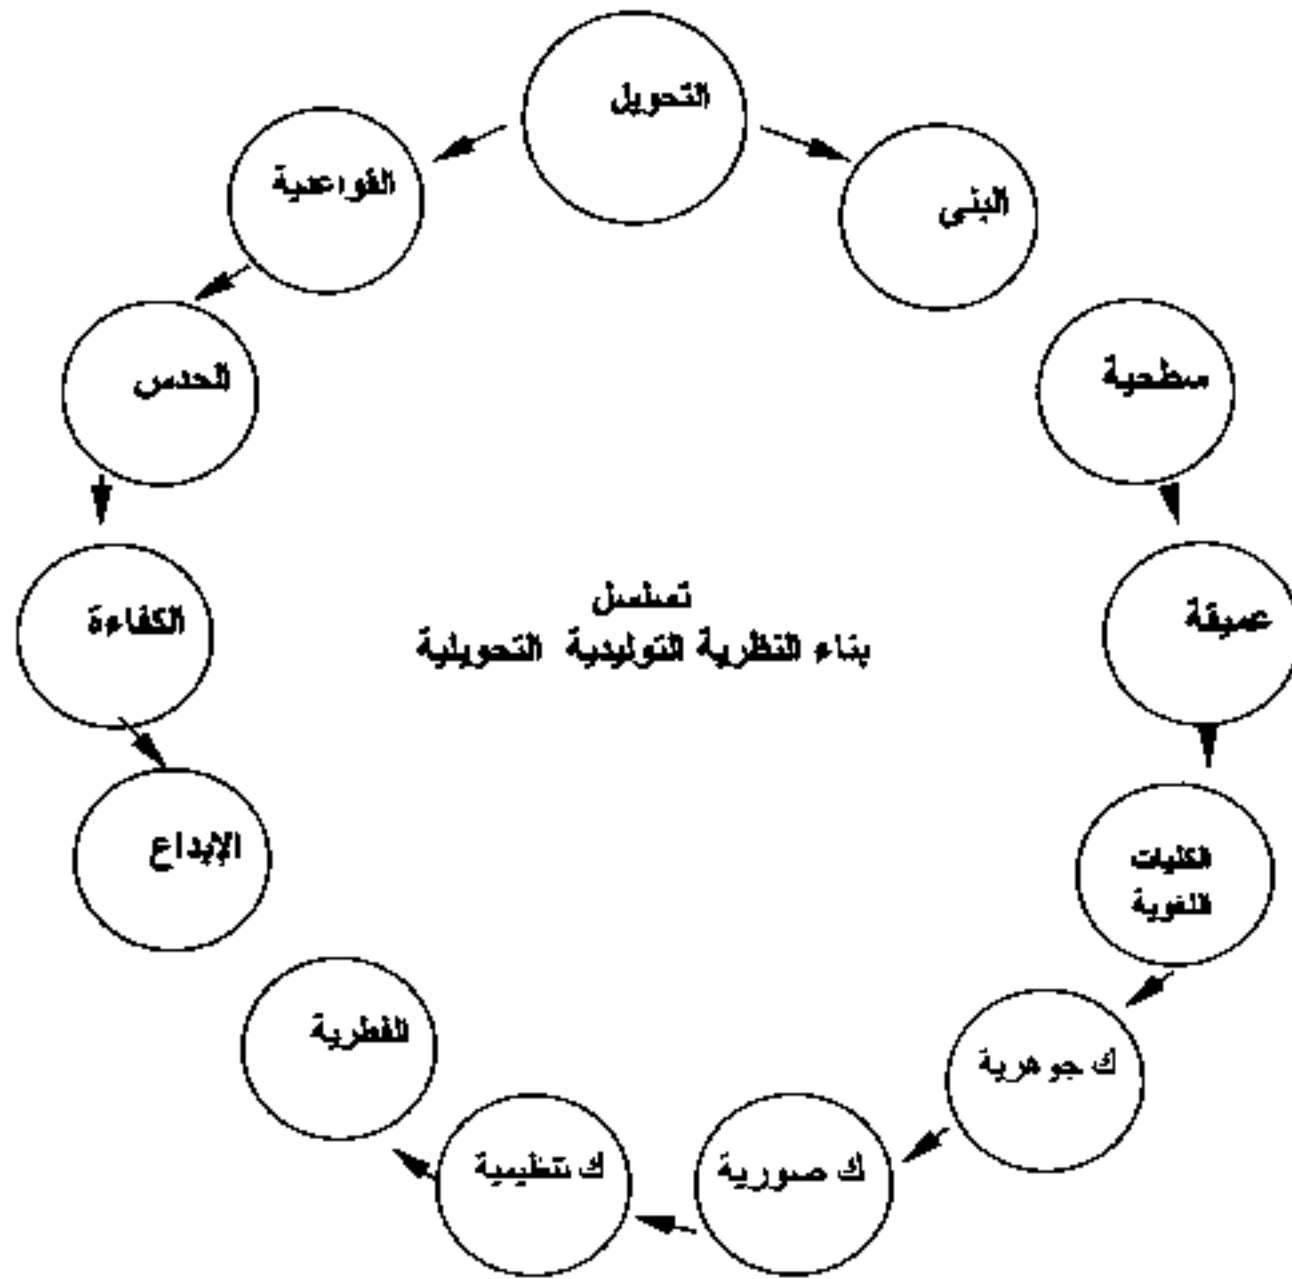 التحويل
القواعدية
البنى
الحدس
سطحية
الكفاءة
عميقة
تسلسل
بناء النظرية التوليدية التحويلية
الإبداع
الكليات
اللغوية
الفطرية
ك جوهرية
ك تنظيمية
ك صورية